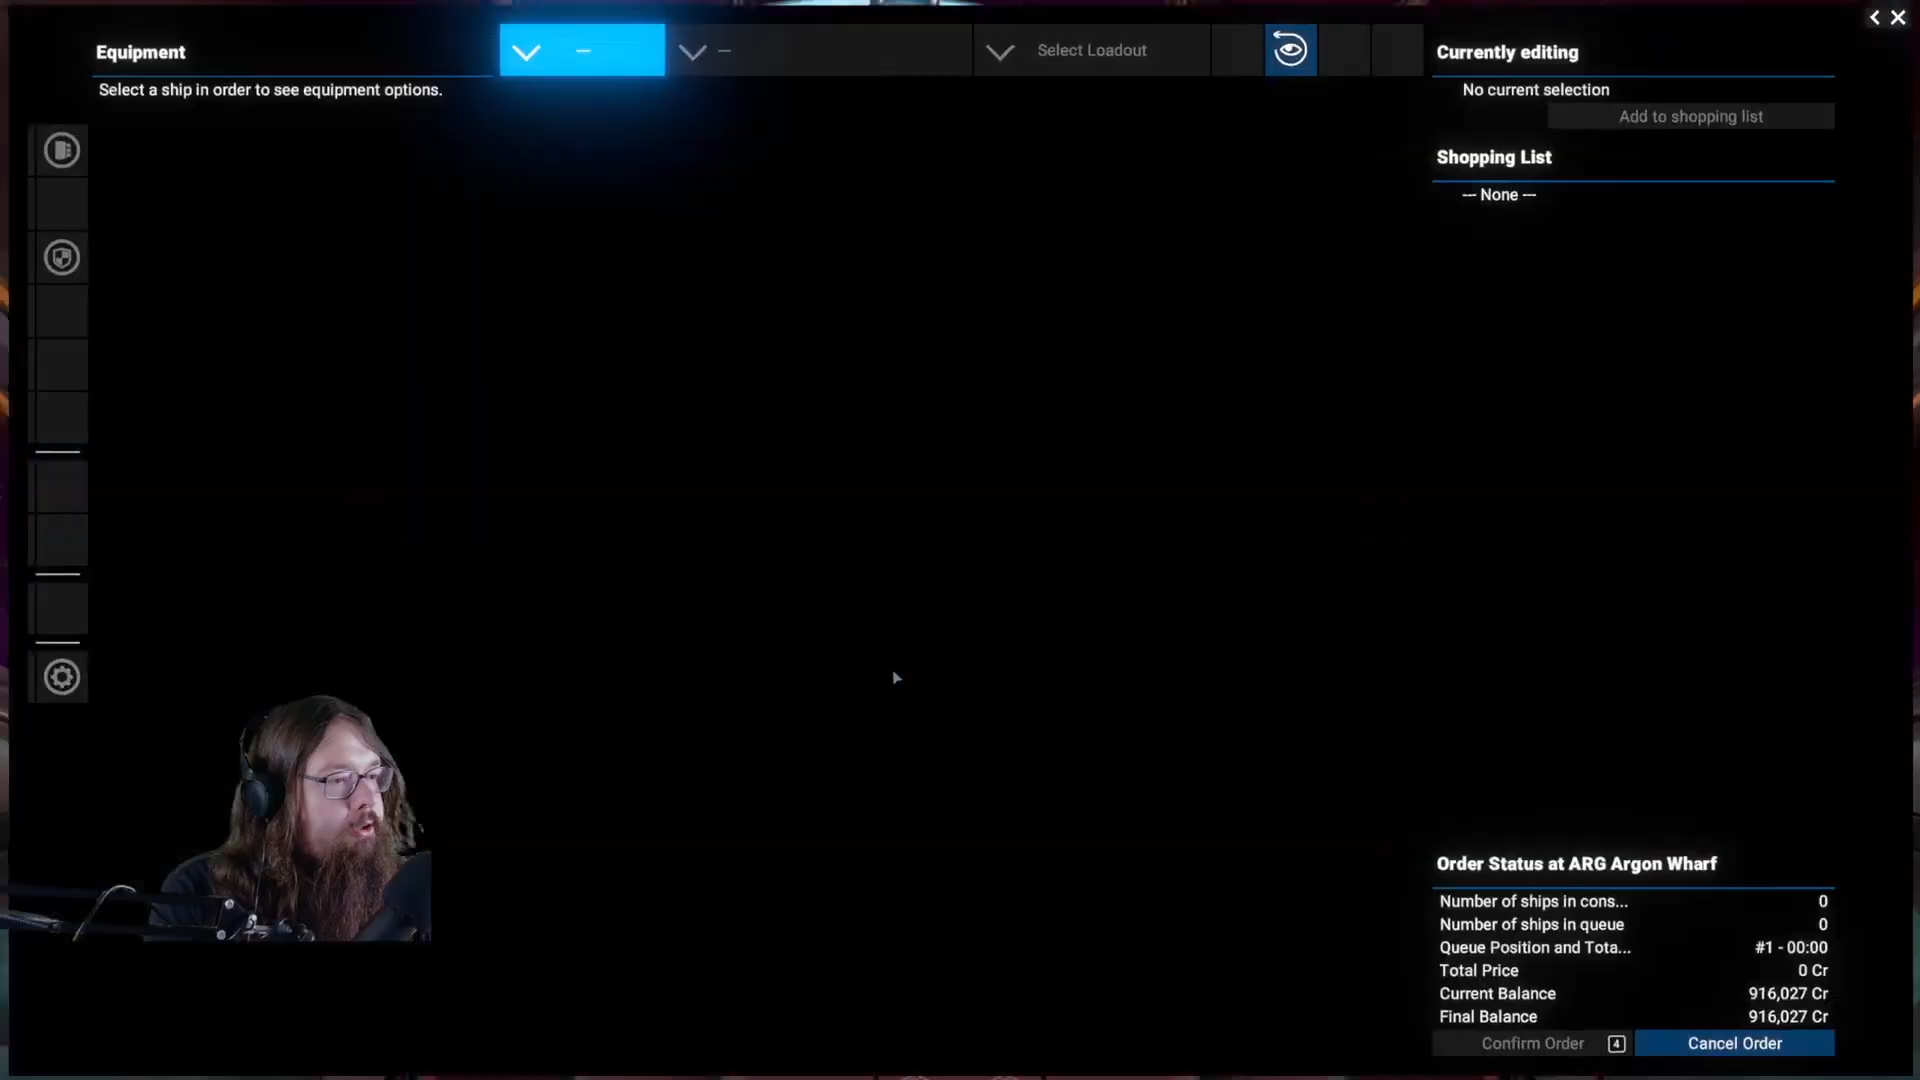 Equipment
Select a ship in order to see equipment options.
–
–
Select Loadout
Currently editing
No current selection
Add to shopping list
Shopping List
--- None ---
Order Status at ARG Argon Wharf
Number of ships in cons... 0
Number of ships in queue 0
Queue Position and Tota... #1 - 00:00
Total Price 0 Cr
Current Balance 916,027 Cr
Final Balance 916,027 Cr
Confirm Order 4
Cancel Order